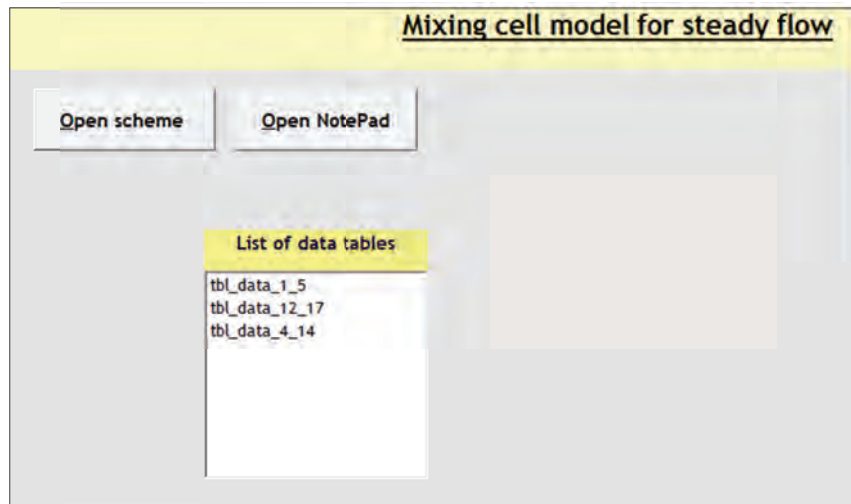 Mixing cell model for steady flow
Open scheme
Open NotePad
List of data tables
tbl_data_1_5
tbl_data_12_17
tbl_data_4_14